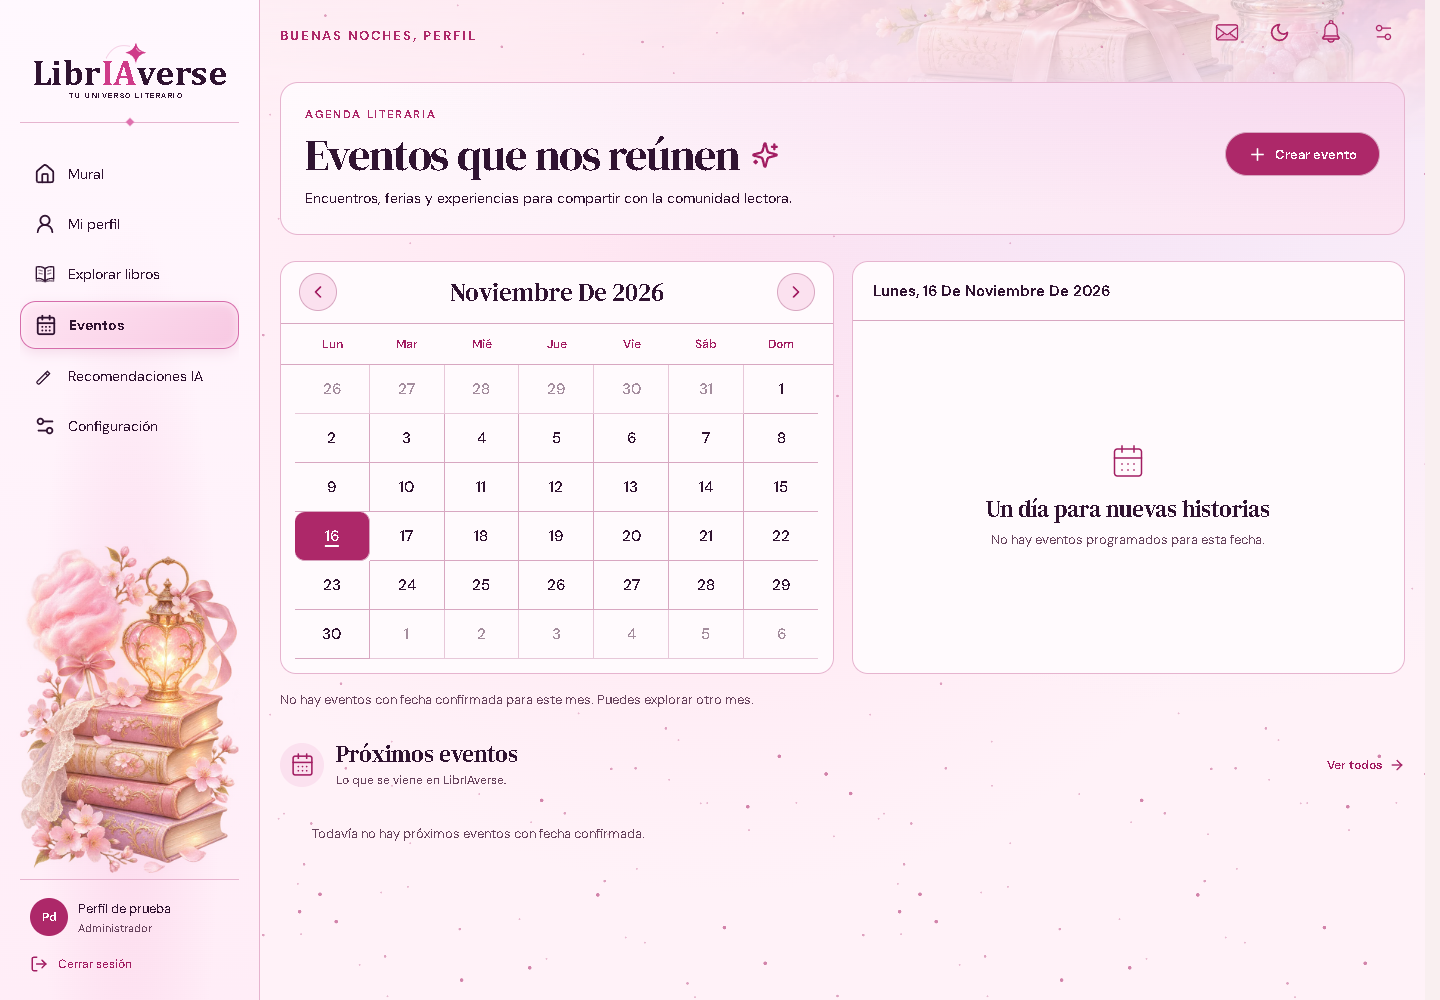 LibrIAverse
TU UNIVERSO LITERARIO
Mural
Mi perfil
Explorar libros
Eventos
Recomendaciones IA
Configuración
Pd
Perfil de prueba
Administrador
Cerrar sesión
BUENAS NOCHES, PERFIL
AGENDA LITERARIA
Eventos que nos reúnen
Encuentros, ferias y experiencias para compartir con la comunidad lectora.
Crear evento
Noviembre De 2026
Lun Mar Mié Jue Vie Sáb Dom
26 27 28 29 30 31 1
2 3 4 5 6 7 8
9 10 11 12 13 14 15
16 17 18 19 20 21 22
23 24 25 26 27 28 29
30 1 2 3 4 5 6
Lunes, 16 De Noviembre De 2026
Un día para nuevas historias
No hay eventos programados para esta fecha.
No hay eventos con fecha confirmada para este mes. Puedes explorar otro mes.
Próximos eventos
Lo que se viene en LibrIAverse.
Ver todos
Todavía no hay próximos eventos con fecha confirmada.